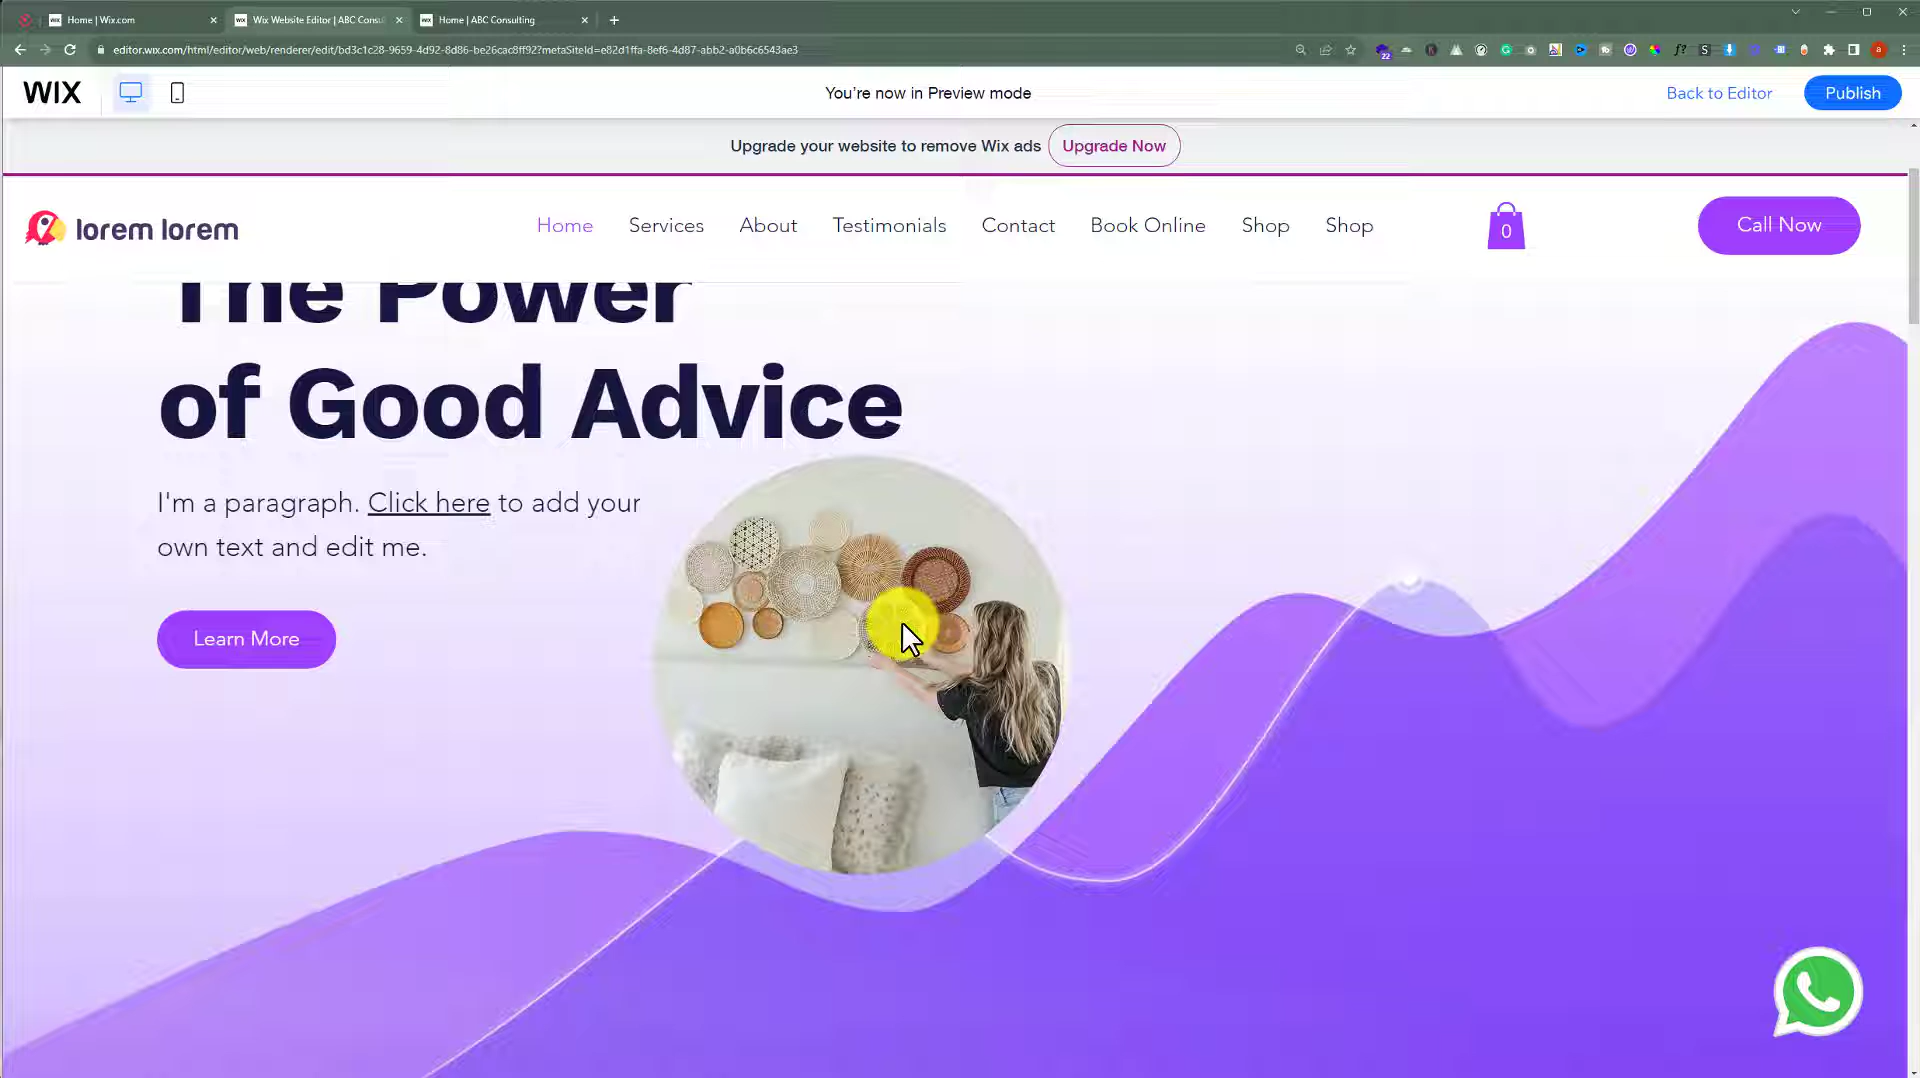 Home | Wix.com
Wix Website Editor | ABC Consu
Home | ABC Consulting
editor.wix.com/html/editor/web/renderer/edit/bd3c1c28-9659-4d92-8d86-be26cac8ff92?metaSiteId=e82d1ffa-8ef6-4d87-abb2-a0b6c6543ae3
22
WIX
You're now in Preview mode
Back to Editor
Publish
Upgrade your website to remove Wix ads
Upgrade Now
lorem lorem
Home
Services
About
Testimonials
Contact
Book Online
Shop
Shop
0
Call Now
The Power
of Good Advice
I'm a paragraph. Click here to add your
own text and edit me.
Learn More